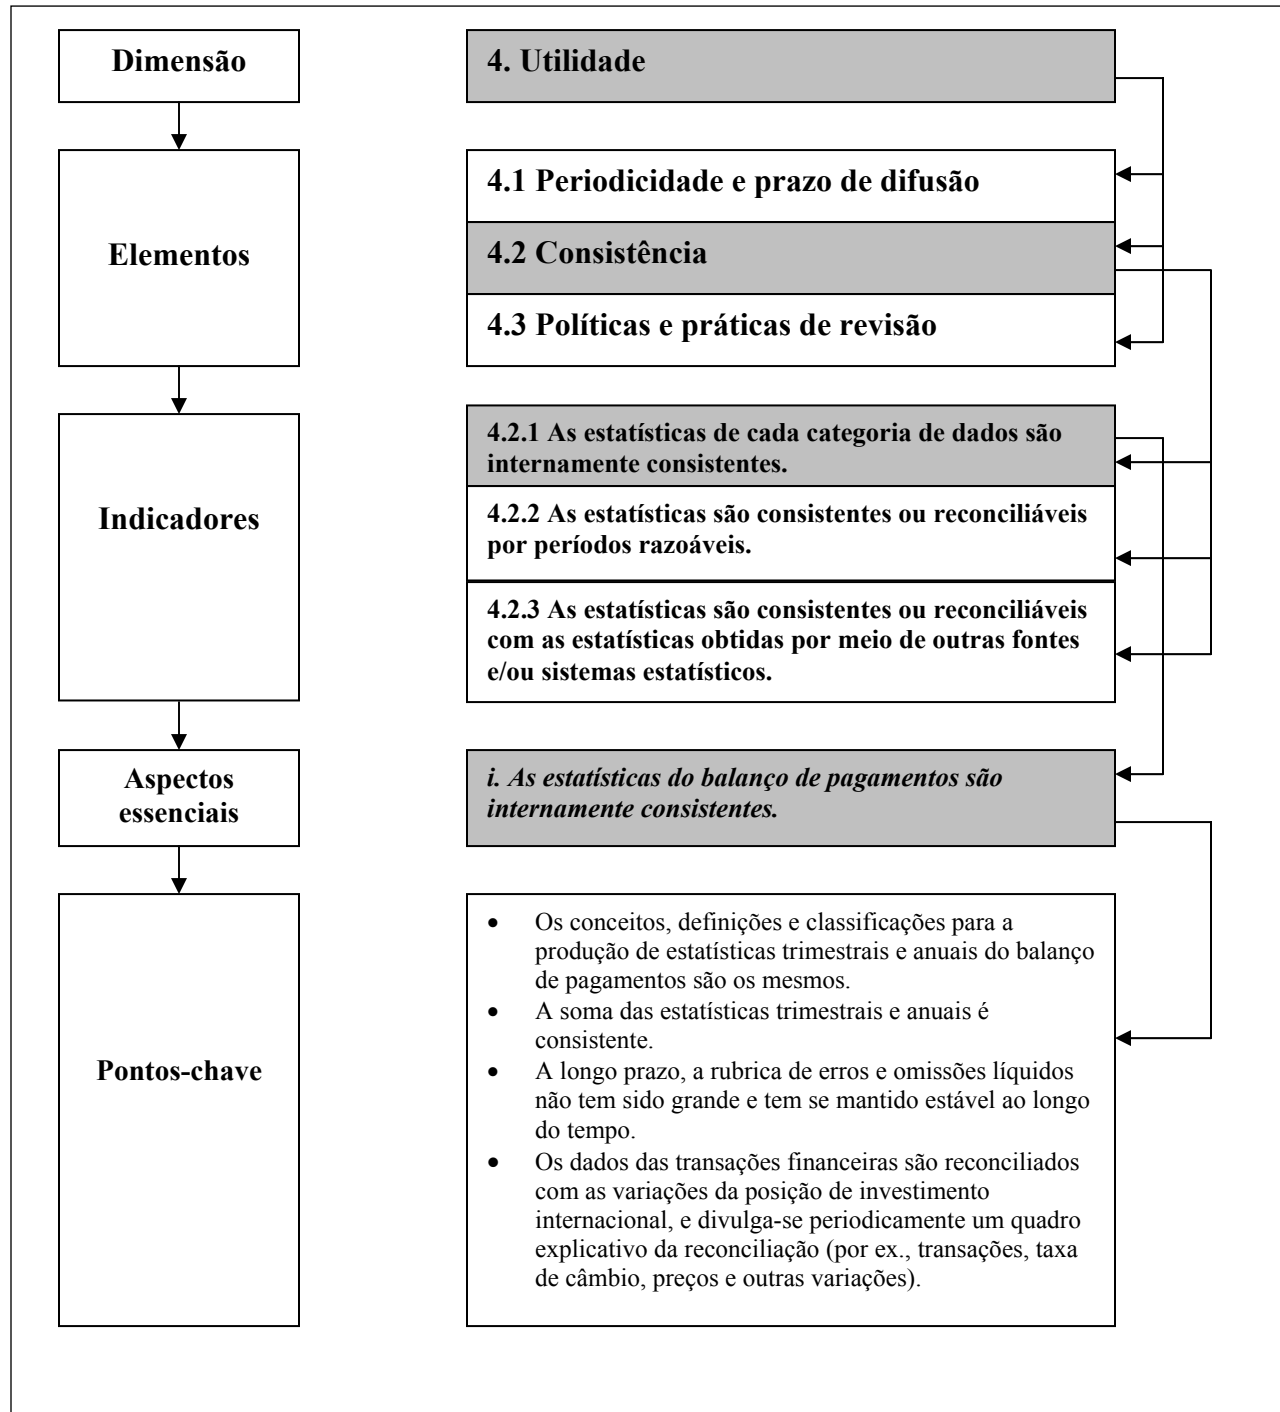 Dimensão
4. Utilidade
Elementos
4.1 Periodicidade e prazo de difusão
4.2 Consistência
4.3 Políticas e práticas de revisão
Indicadores
4.2.1 As estatísticas de cada categoria de dados são
internamente consistentes.
4.2.2 As estatísticas são consistentes ou reconciliáveis
por períodos razoáveis.
4.2.3 As estatísticas são consistentes ou reconciliáveis
com as estatísticas obtidas por meio de outras fontes
e/ou sistemas estatísticos.
Aspectos
essenciais
i. As estatísticas do balanço de pagamentos são
internamente consistentes.
Pontos-chave
• Os conceitos, definições e classificações para a
produção de estatísticas trimestrais e anuais do balanço
de pagamentos são os mesmos.
• A soma das estatísticas trimestrais e anuais é
consistente.
• A longo prazo, a rubrica de erros e omissões líquidos
não tem sido grande e tem se mantido estável ao longo
do tempo.
• Os dados das transações financeiras são reconciliados
com as variações da posição de investimento
internacional, e divulga-se periodicamente um quadro
explicativo da reconciliação (por ex., transações, taxa
de câmbio, preços e outras variações).